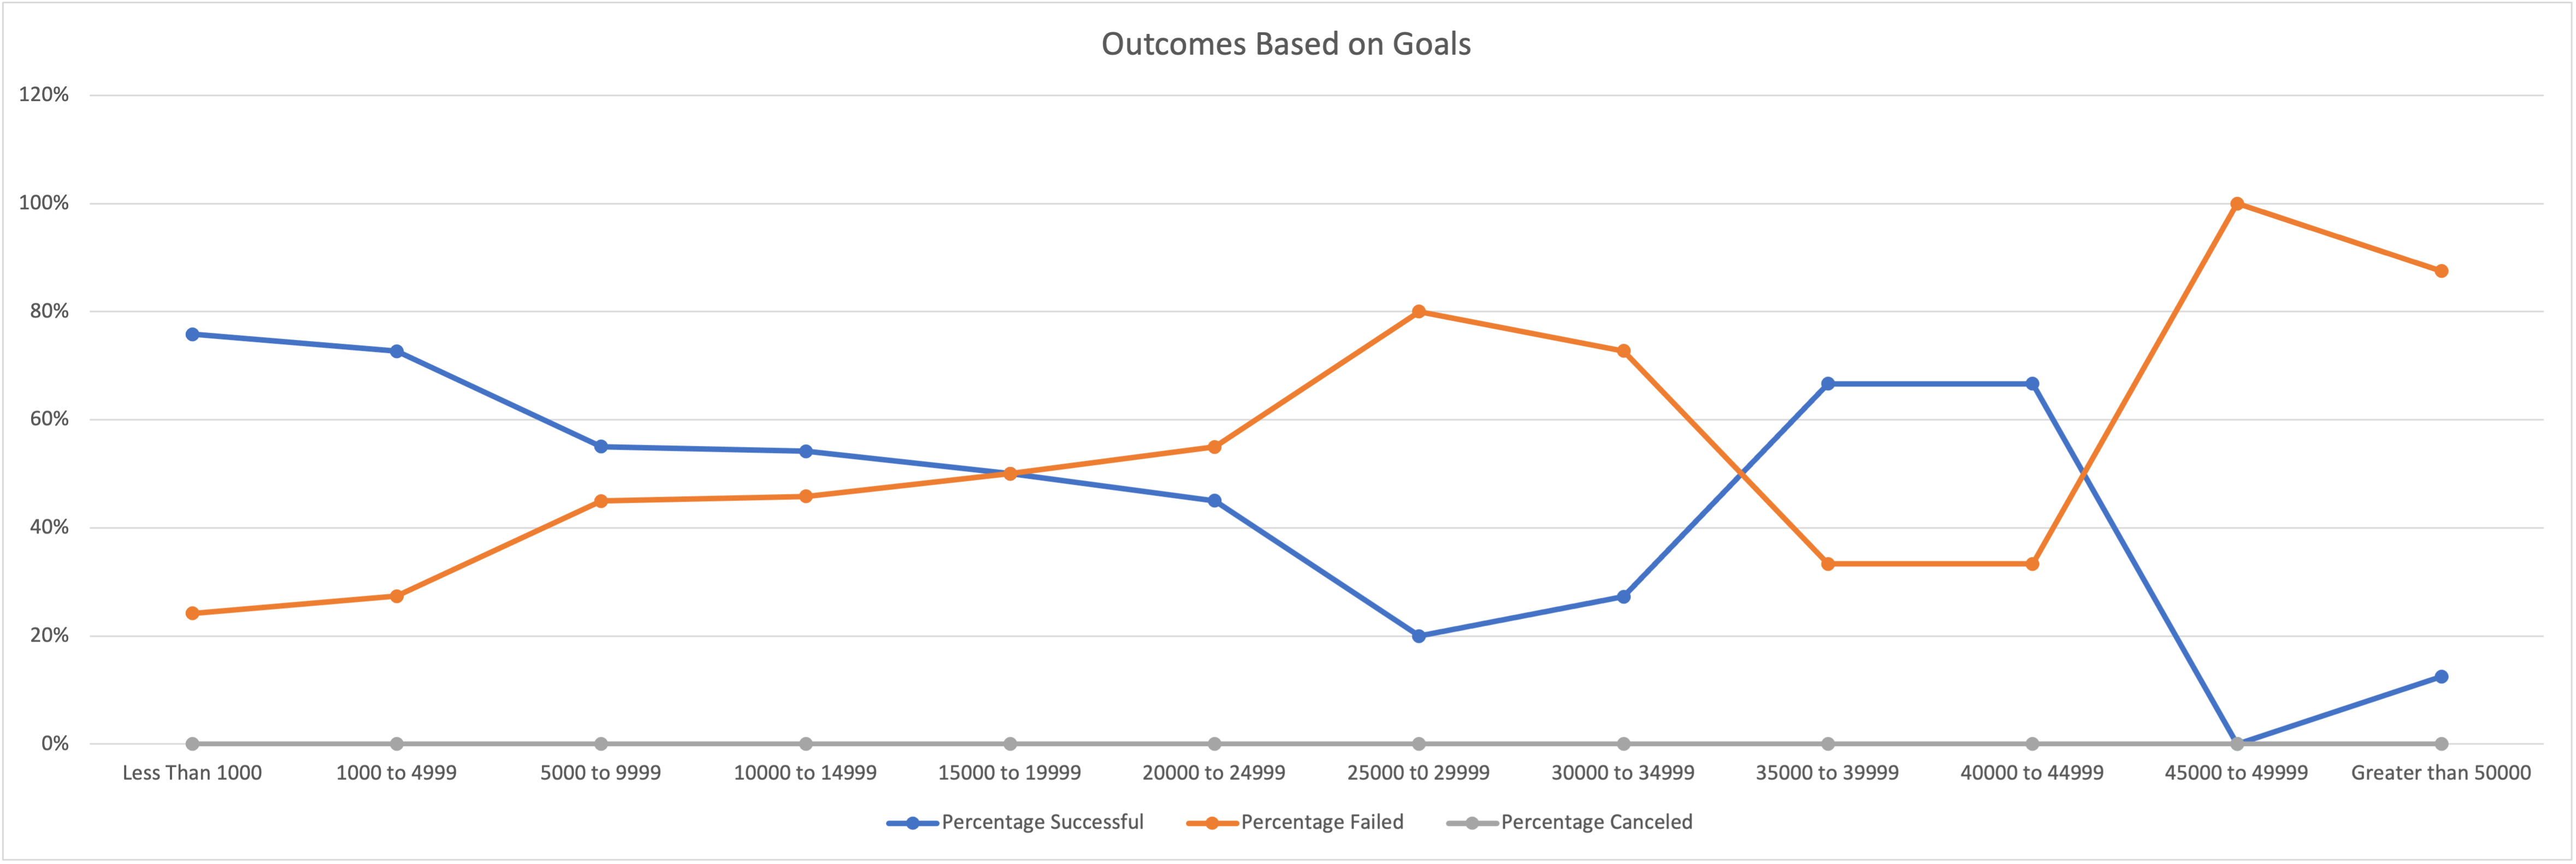 Outcomes Based on Goals
120%
100%
80%
60%
40%
20%
0%
Less Than 1000 1000 to 4999 5000 to 9999 10000 to 14999 15000 to 19999 20000 to 24999 25000 t0 29999 30000 to 34999 35000 to 39999 40000 to 44999 45000 to 49999 Greater than 50000
Percentage Successful Percentage Failed Percentage Canceled